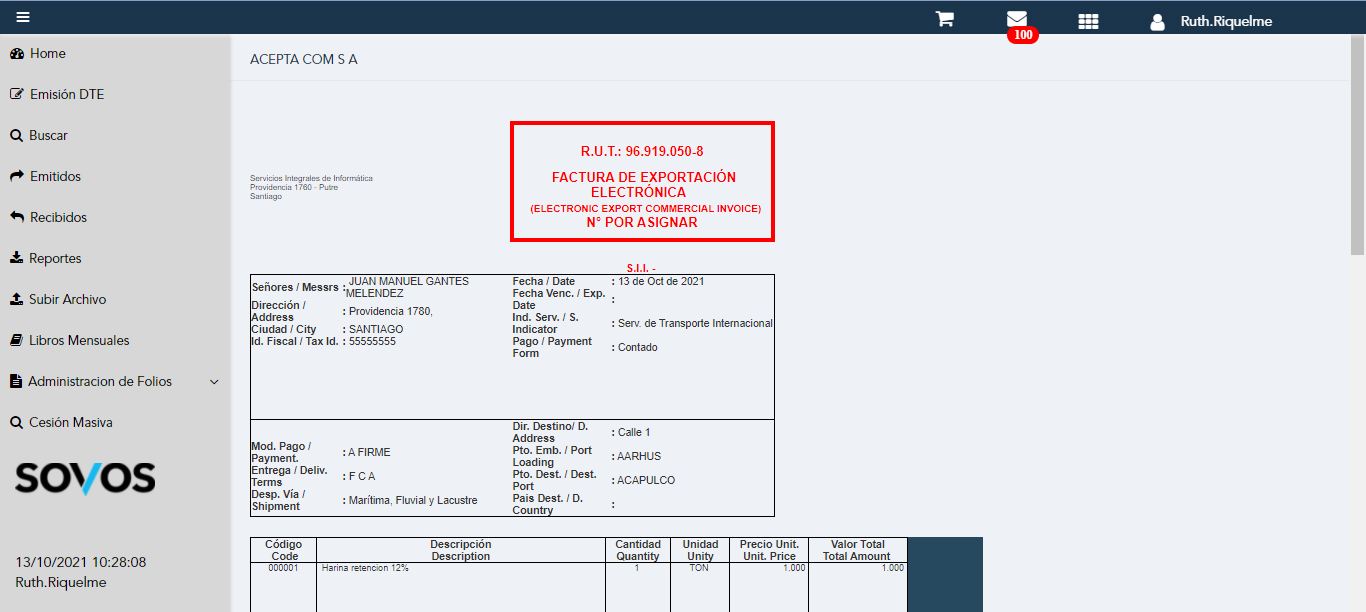 Ruth.Riquelme
100
Home
Emisión DTE
Buscar
Emitidos
Recibidos
Reportes
Subir Archivo
Libros Mensuales
Administracion de Folios
Cesión Masiva
SOVOS
13/10/2021 10:28:08
Ruth.Riquelme
ACEPTA COM S A
Servicios Integrales de Informática
Providencia 1760 - Putre
Santiago
R.U.T.: 96.919.050-8
FACTURA DE EXPORTACIÓN
ELECTRÓNICA
(ELECTRONIC EXPORT COMMERCIAL INVOICE)
N° POR ASIGNAR
S.I.I. -
Señores / Messrs : JUAN MANUEL GANTES
MELENDEZ
Dirección /
Address : Providencia 1780,
Ciudad / City : SANTIAGO
Id. Fiscal / Tax Id. : 55555555
Fecha / Date : 13 de Oct de 2021
Fecha Venc. / Exp.
Date :
Ind. Serv. / S.
Indicator : Serv. de Transporte Internacional
Pago / Payment
Form : Contado
Mod. Pago /
Payment. : A FIRME
Entrega / Deliv.
Terms : F C A
Desp. Vía /
Shipment : Marítima, Fluvial y Lacustre
Dir. Destino/ D.
Address : Calle 1
Pto. Emb. / Port
Loading : AARHUS
Pto. Dest. / Dest.
Port : ACAPULCO
Pais Dest. / D.
Country :
Código Descripción Cantidad Unidad Precio Unit. Valor Total
Code Description Quantity Unity Unit. Price Total Amount
000001 Harina retencion 12% 1 TON 1.000 1.000